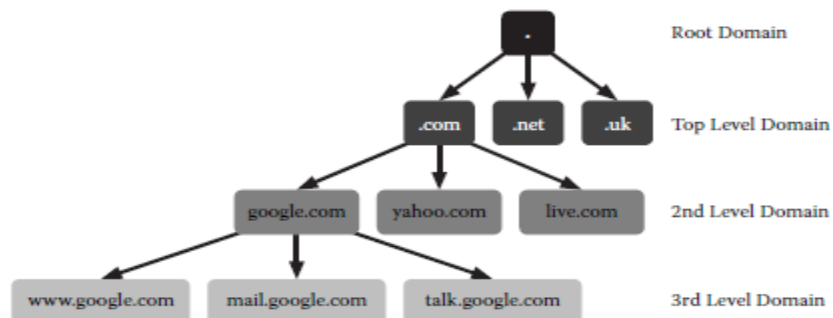 .
Root Domain
.com
.net
.uk
Top Level Domain
google.com
yahoo.com
live.com
2nd Level Domain
www.google.com
mail.google.com
talk.google.com
3rd Level Domain